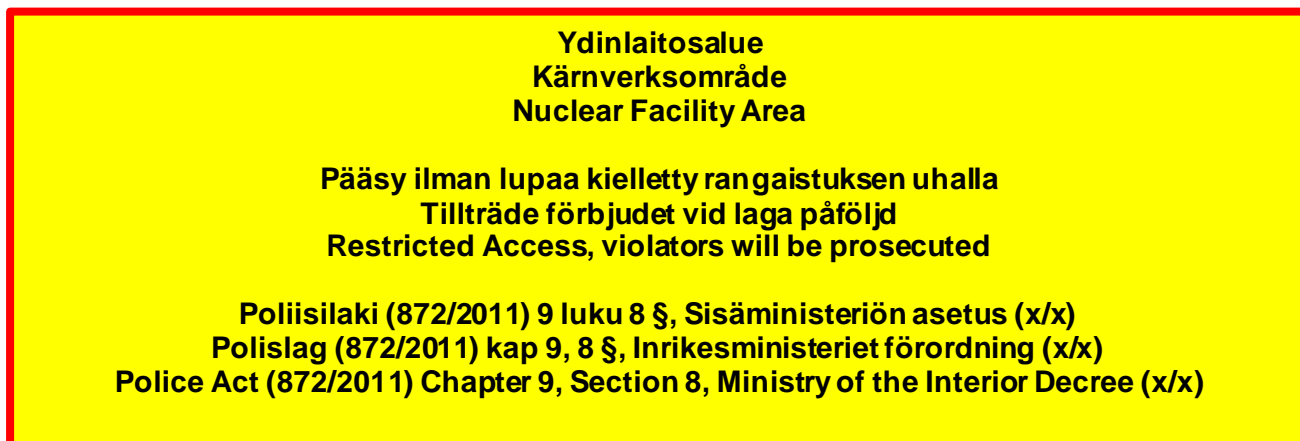 Ydinlaitosalue
Kärnverksområde
Nuclear Facility Area
Pääsy ilman lupaa kielletty rangaistuksen uhalla
Tillträde förbjudet vid laga påföljd
Restricted Access, violators will be prosecuted
Poliisilaki (872/2011) 9 luku 8 §, Sisäministeriön asetus (x/x)
Polislag (872/2011) kap 9, 8 §, Inrikesministeriet förordning (x/x)
Police Act (872/2011) Chapter 9, Section 8, Ministry of the Interior Decree (x/x)